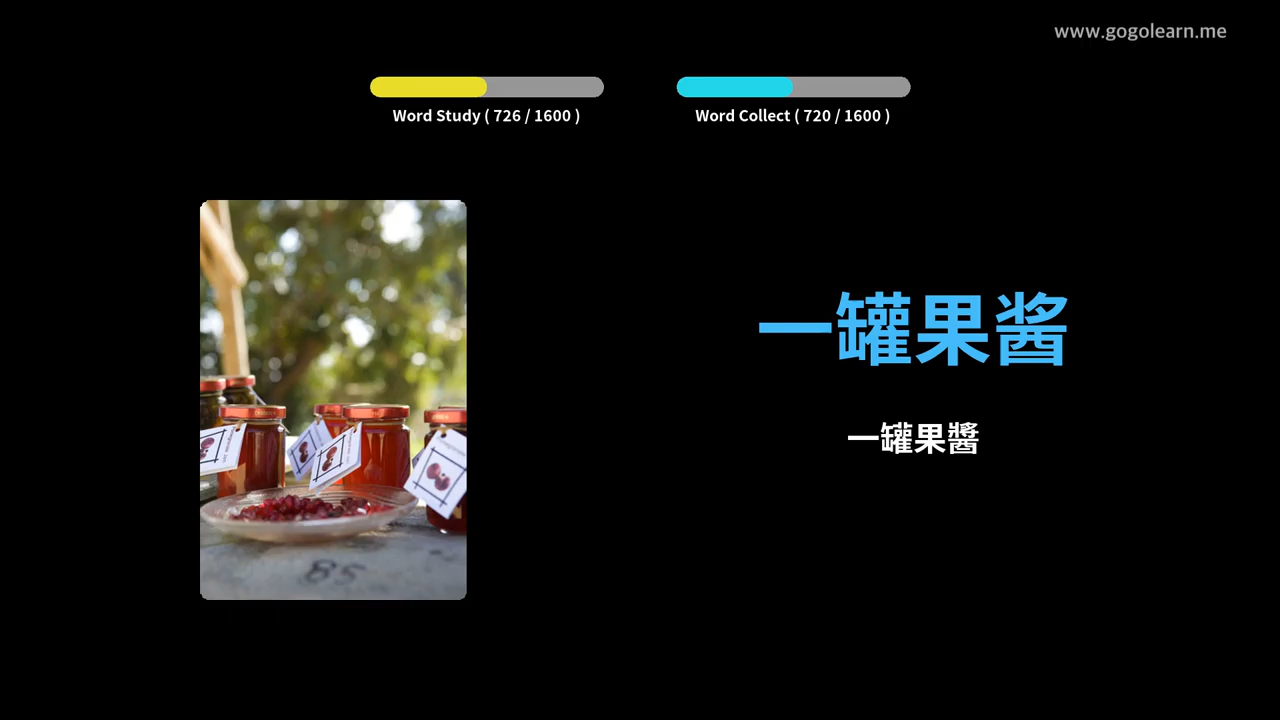 www.gogolearn.me
Word Study ( 726 / 1600 )
Word Collect ( 720 / 1600 )
一罐果酱
一罐果醬
85